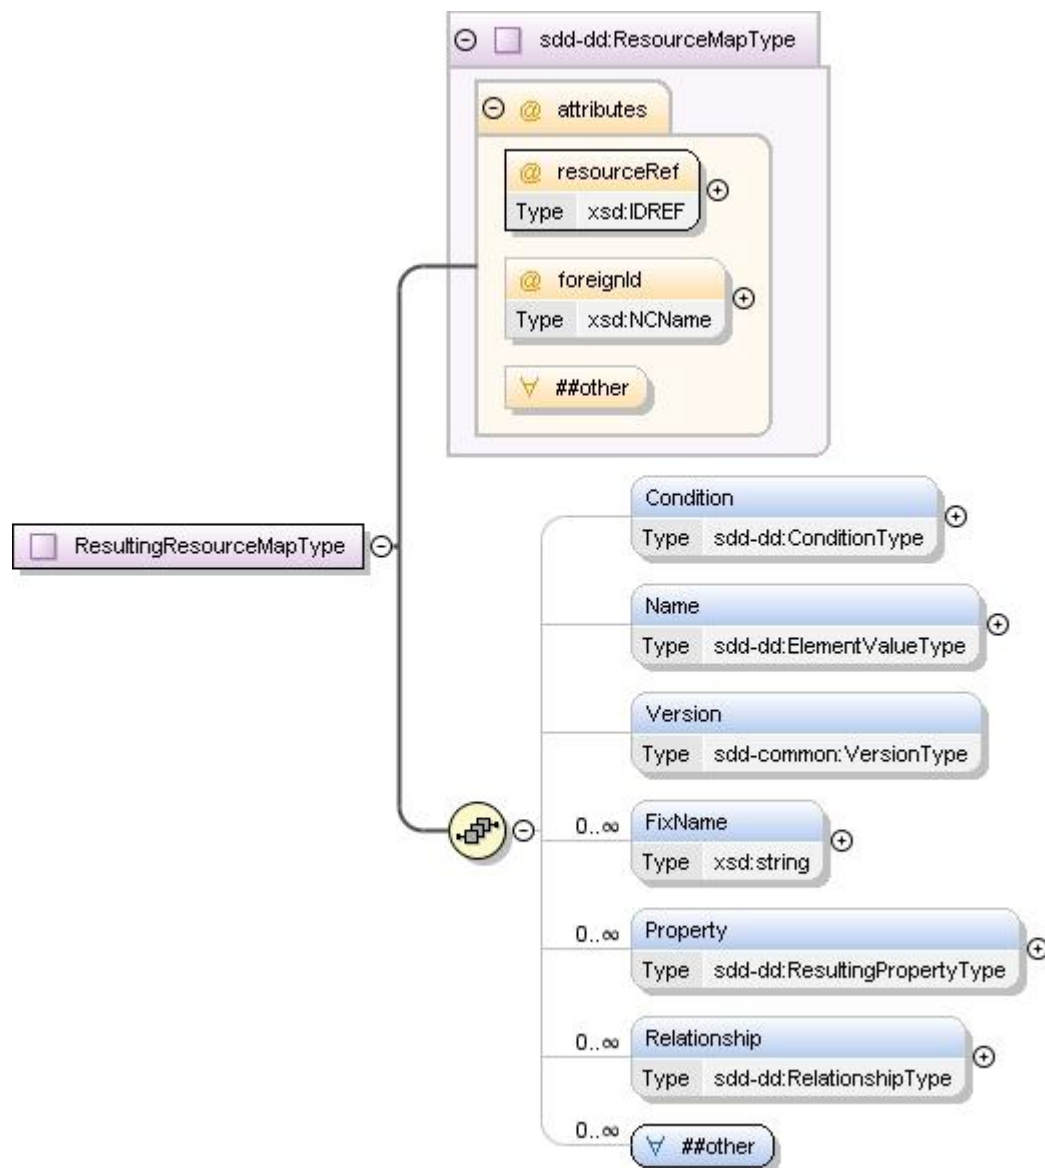 sdd-dd:ResourceMapType
@ attributes
@ resourceRef
Type xsd:IDREF
@ foreignId
Type xsd:NCName
∀ ##other
ResultingResourceMapType
Condition
Type sdd-dd:ConditionType
Name
Type sdd-dd:ElementValueType
Version
Type sdd-common:VersionType
0..∞ FixName
Type xsd:string
0..∞ Property
Type sdd-dd:ResultingPropertyType
0..∞ Relationship
Type sdd-dd:RelationshipType
0..∞ ∀ ##other